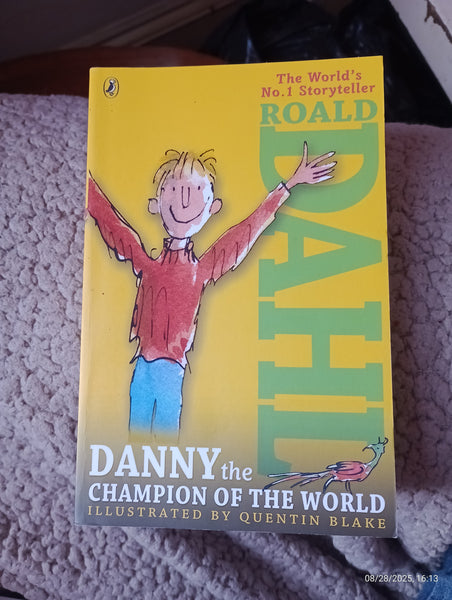 The World's
No.1 Storyteller
ROALD
DAHL
DANNY the
CHAMPION OF THE WORLD
ILLUSTRATED BY QUENTIN BLAKE
08/28/2025 16:13